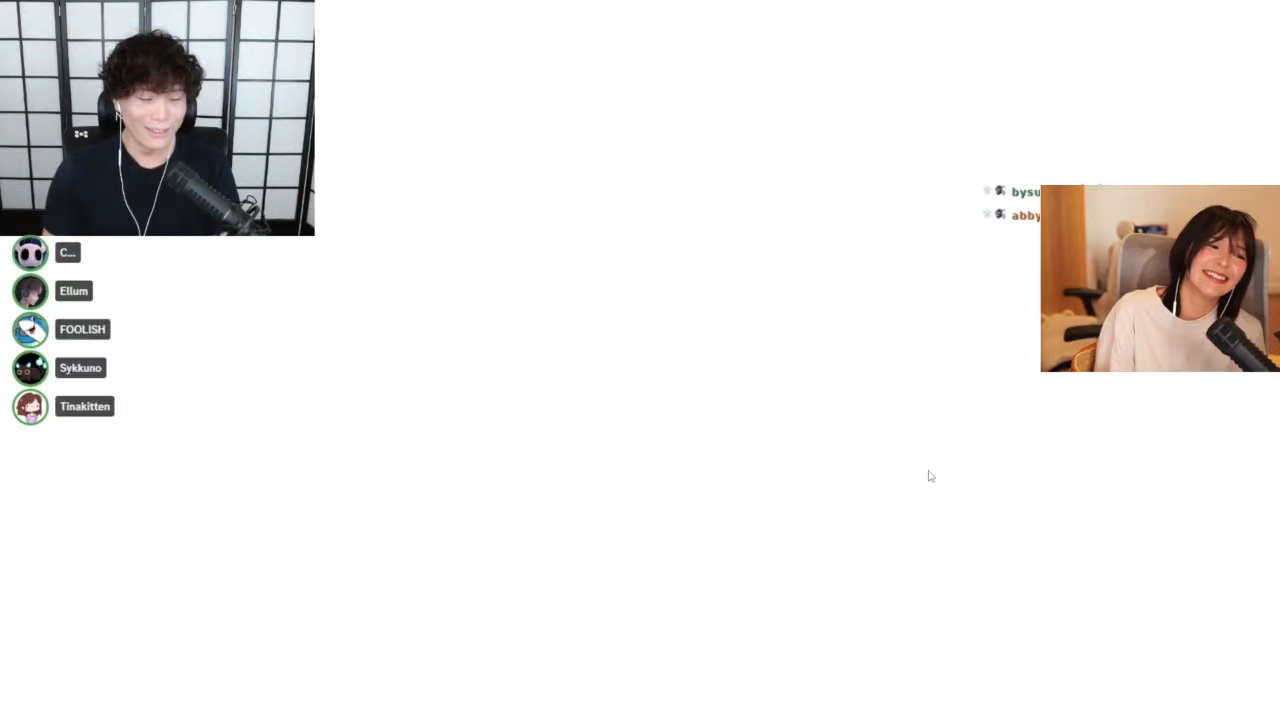 C...
Ellum
FOOLISH
Sykkuno
Tinakitten
bysu
abby